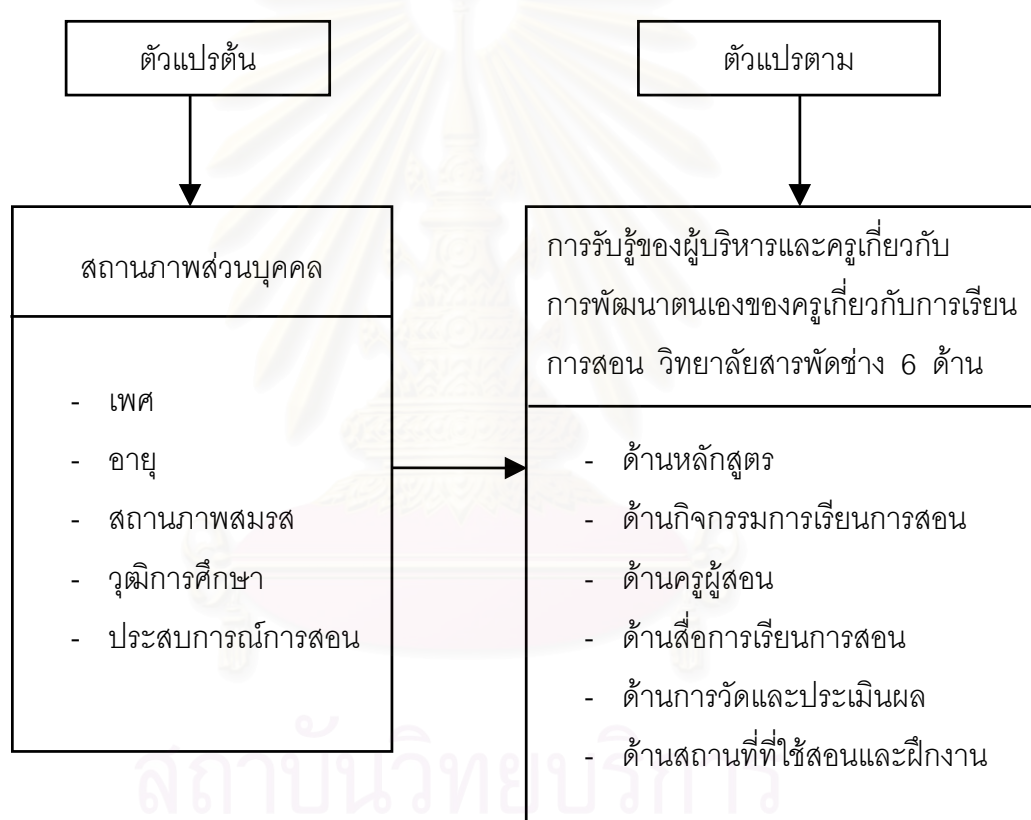 ตัวแปรต้น
ตัวแปรตาม
สถานภาพส่วนบุคคล
- เพศ
- อายุ
- สถานภาพสมรส
- วุฒิการศึกษา
- ประสบการณ์การสอน
การรับรู้ของผู้บริหารและครูเกี่ยวกับ
การพัฒนาตนเองของครูเกี่ยวกับการเรียน
การสอน วิทยาลัยสารพัดช่าง 6 ด้าน
- ด้านหลักสูตร
- ด้านกิจกรรมการเรียนการสอน
- ด้านครูผู้สอน
- ด้านสื่อการเรียนการสอน
- ด้านการวัดและประเมินผล
- ด้านสถานที่ที่ใช้สอนและฝึกงาน
สถาบันวิทยบริการ